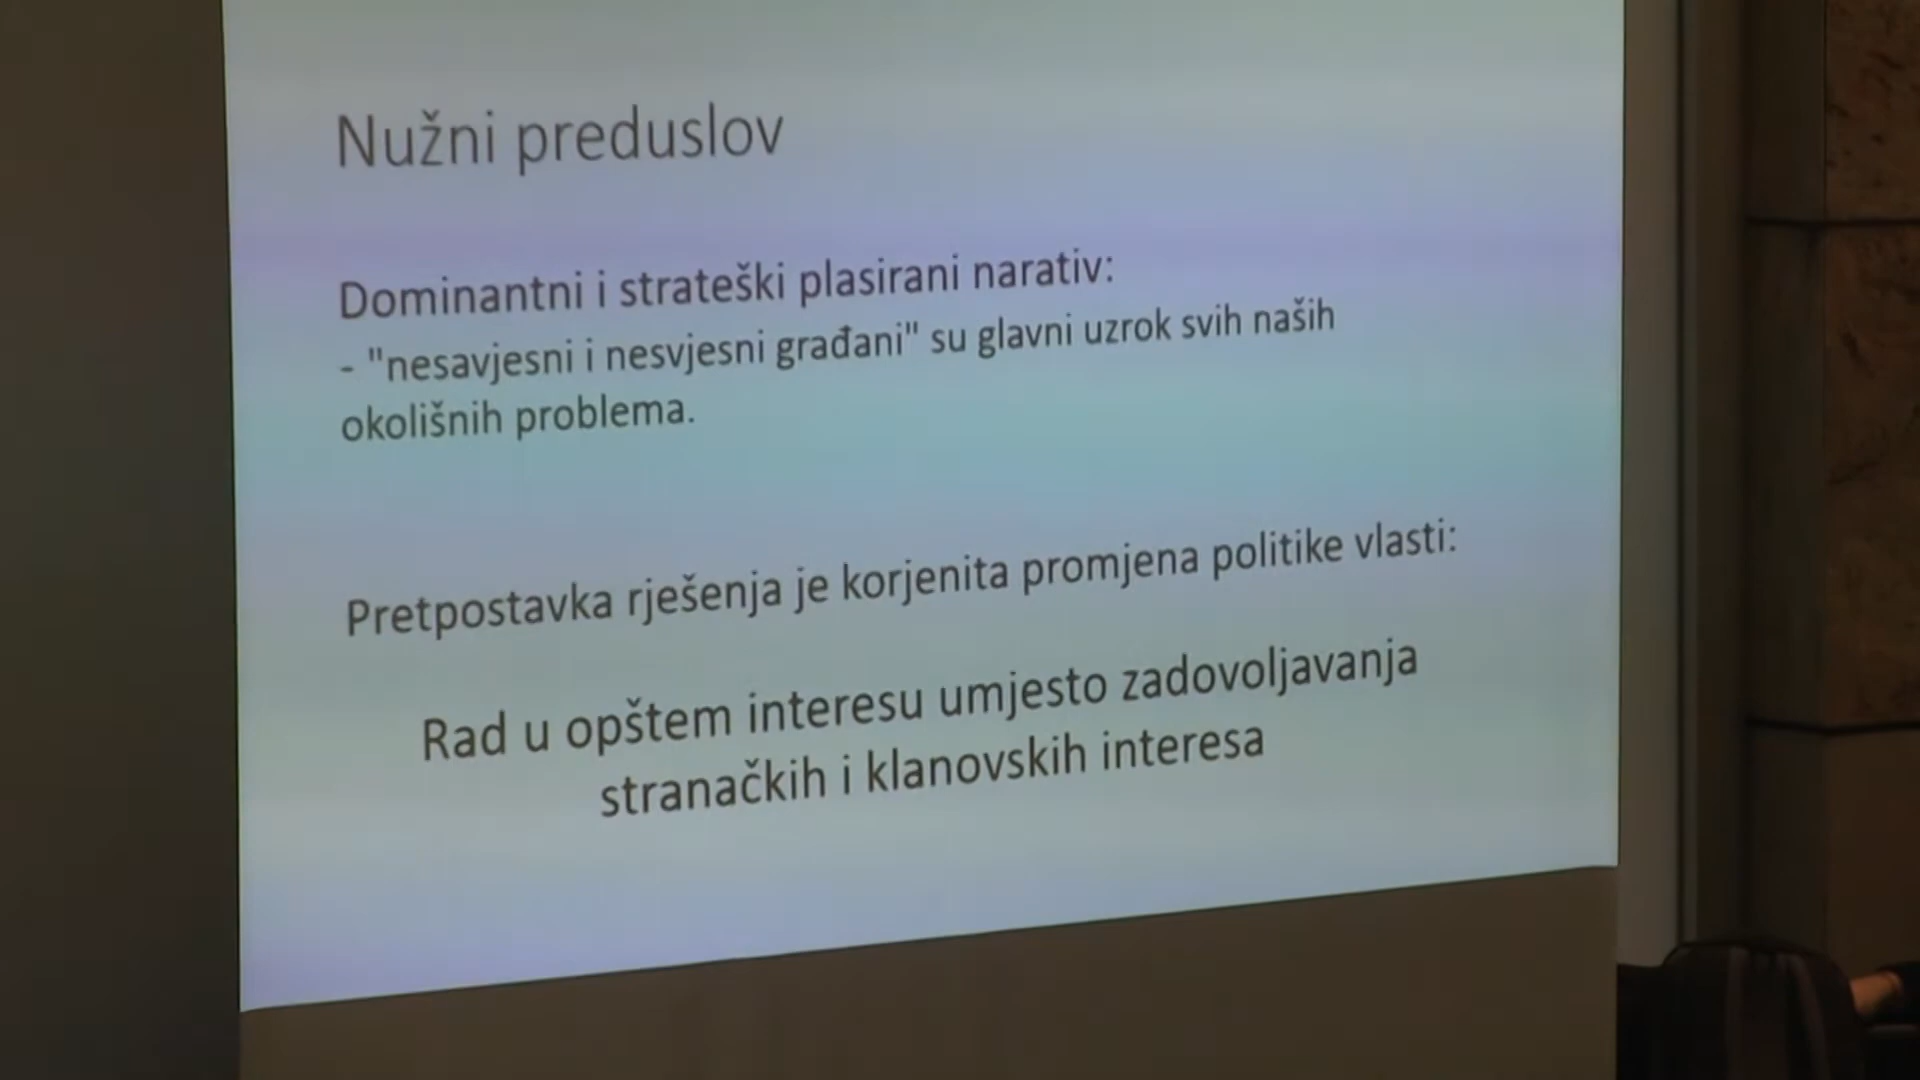 Nužni preduslov
Dominantni i strateški plasirani narativ:
- "nesavjesni i nesvjesni građani" su glavni uzrok svih naših
okolišnih problema.
Pretpostavka rješenja je korjenita promjena politike vlasti:
Rad u opštem interesu umjesto zadovoljavanja
stranačkih i klanovskih interesa